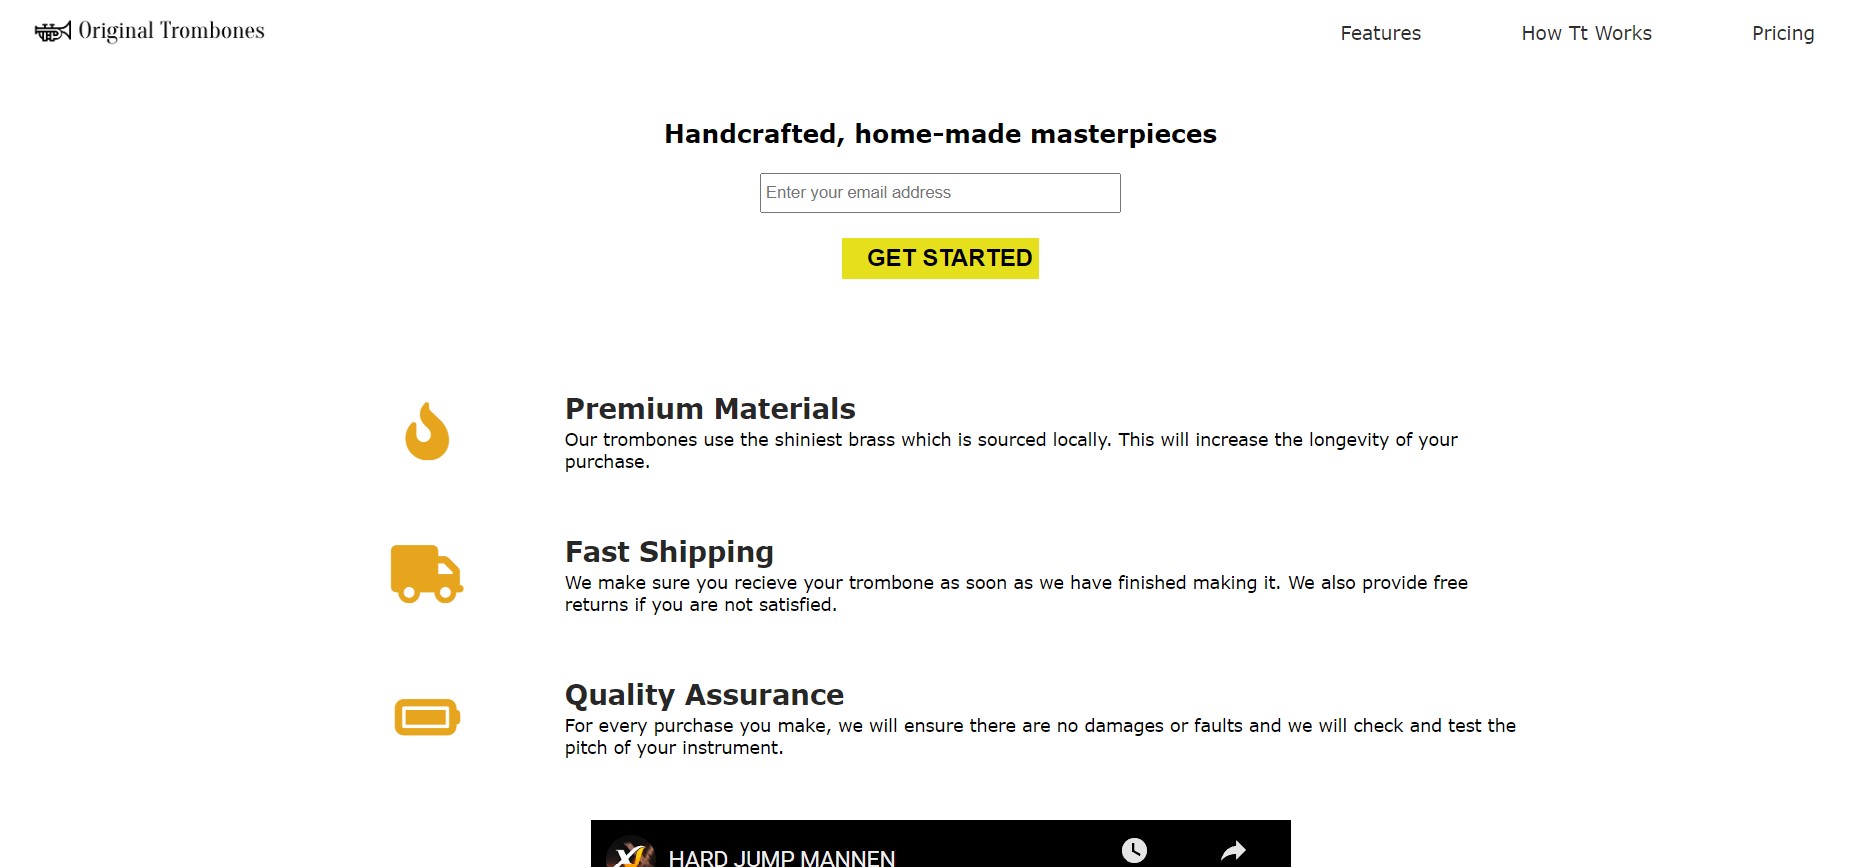 Original Trombones
Features
How Tt Works
Pricing
Handcrafted, home-made masterpieces
Enter your email address
GET STARTED
Premium Materials
Our trombones use the shiniest brass which is sourced locally. This will increase the longevity of your
purchase.
Fast Shipping
We make sure you recieve your trombone as soon as we have finished making it. We also provide free
returns if you are not satisfied.
Quality Assurance
For every purchase you make, we will ensure there are no damages or faults and we will check and test the
pitch of your instrument.
HARD JUMP MANNEN